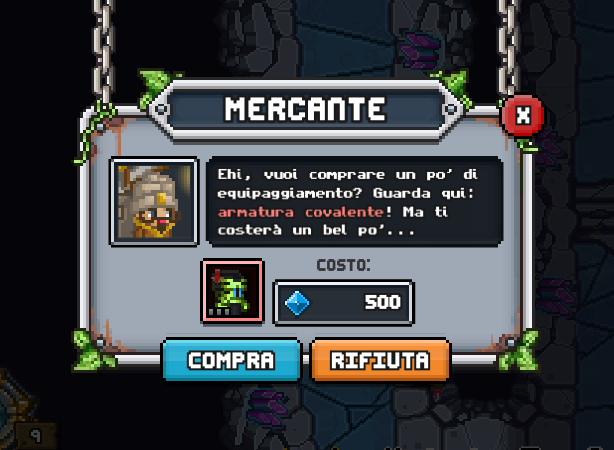 MERCANTE
X
Ehi, vuoi comprare un po' di
equipaggiamento? Guarda qui:
armatura covalente! Ma ti
costerà un bel po'...
COSTO:
500
COMPRA
RIFIUTA
9